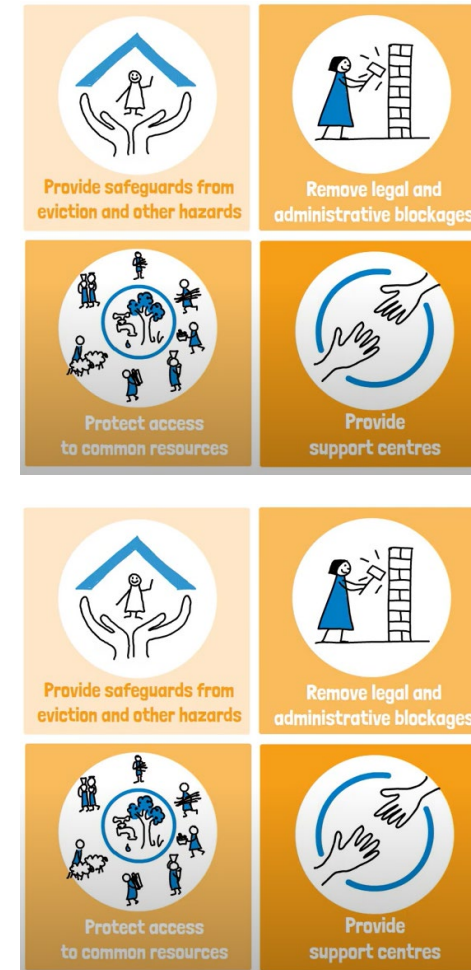 Provide safeguards from
eviction and other hazards
Remove legal and
administrative blockages
Protect access
to common resources
Provide
support centres
Provide safeguards from
eviction and other hazards
Remove legal and
administrative blockages
Protect access
to common resources
Provide
support centres